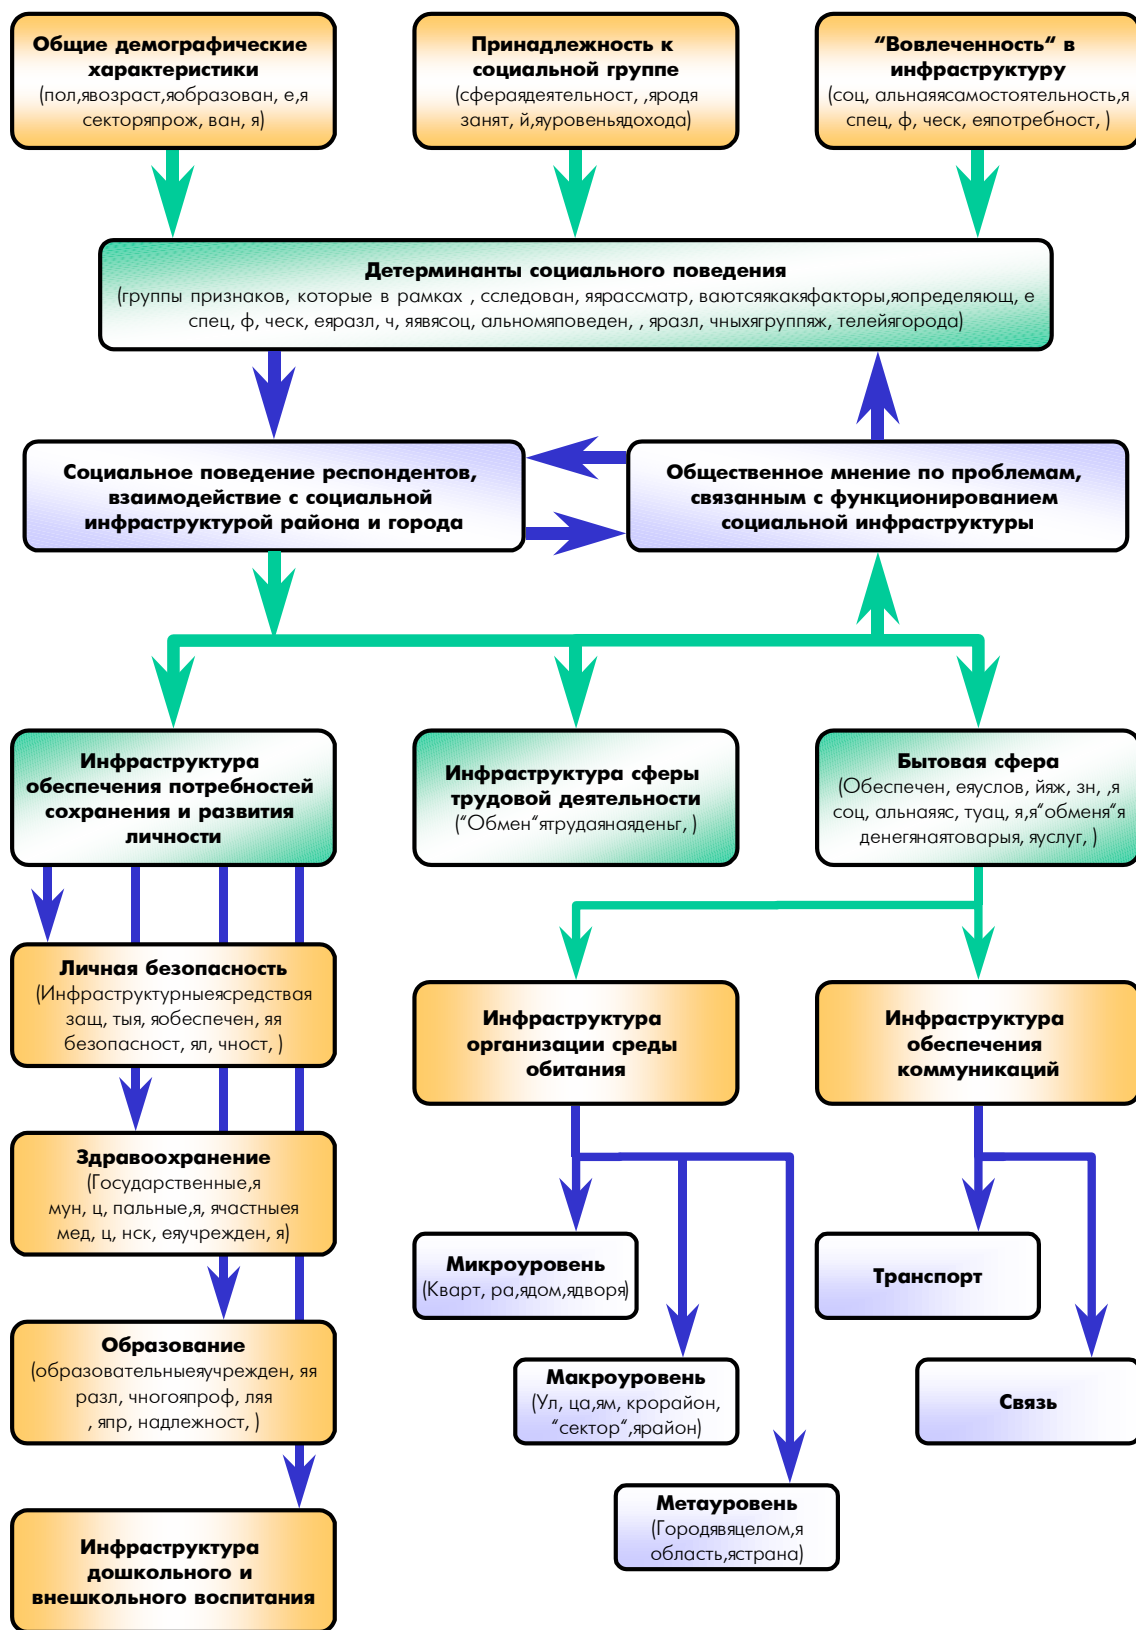 Общие демографические
характеристики
(пол,явозраст,яобразован, е,я
секторяпрож, ван, я)
Принадлежность к
социальной группе
(сфераядеятельност, ,яродя
занят, й,яуровеньядохода)
“Вовлеченность“ в
инфраструктуру
(соц, альнаяясамостоятельность,я
спец, ф, ческ, еяпотребност, )
Детерминанты социального поведения
(группы признаков, которые в рамках , сследован, яярассматр, ваютсякакяфакторы,яопределяющ, е
спец, ф, ческ, еяразл, ч, яявясоц, альномяповеден, , яразл, чныхягруппяж, телейягорода)
Социальное поведение респондентов,
взаимодействие с социальной
инфраструктурой района и города
Общественное мнение по проблемам,
связанным с функционированием
социальной инфраструктуры
Инфраструктура
обеспечения потребностей
сохранения и развития
личности
Инфраструктура сферы
трудовой деятельности
(“Обмен“ятрудаянаяденьг, )
Бытовая сфера
(Обеспечен, еяуслов, йяж, зн, ,я
соц, альнаяяс, туац, я,я“обменя“я
денегянаятоварыя, яуслуг, )
Личная безопасность
(Инфраструктурныеясредствая
защ, тыя, яобеспечен, яя
безопасност, ял, чност, )
Инфраструктура
организации среды
обитания
Инфраструктура
обеспечения
коммуникаций
Здравоохранение
(Государственные,я
мун, ц, пальные,я, ячастныея
мед, ц, нск, еяучрежден, я)
Микроуровень
(Кварт, ра,ядом,ядворя)
Транспорт
Образование
(образовательныеяучрежден, яя
разл, чногояпроф, ляя
, япр, надлежност, )
Макроуровень
(Ул, ца,ям, крорайон,
“сектор“,ярайон)
Связь
Метауровень
(Городявяцелом,я
область,ястрана)
Инфраструктура
дошкольного и
внешкольного воспитания